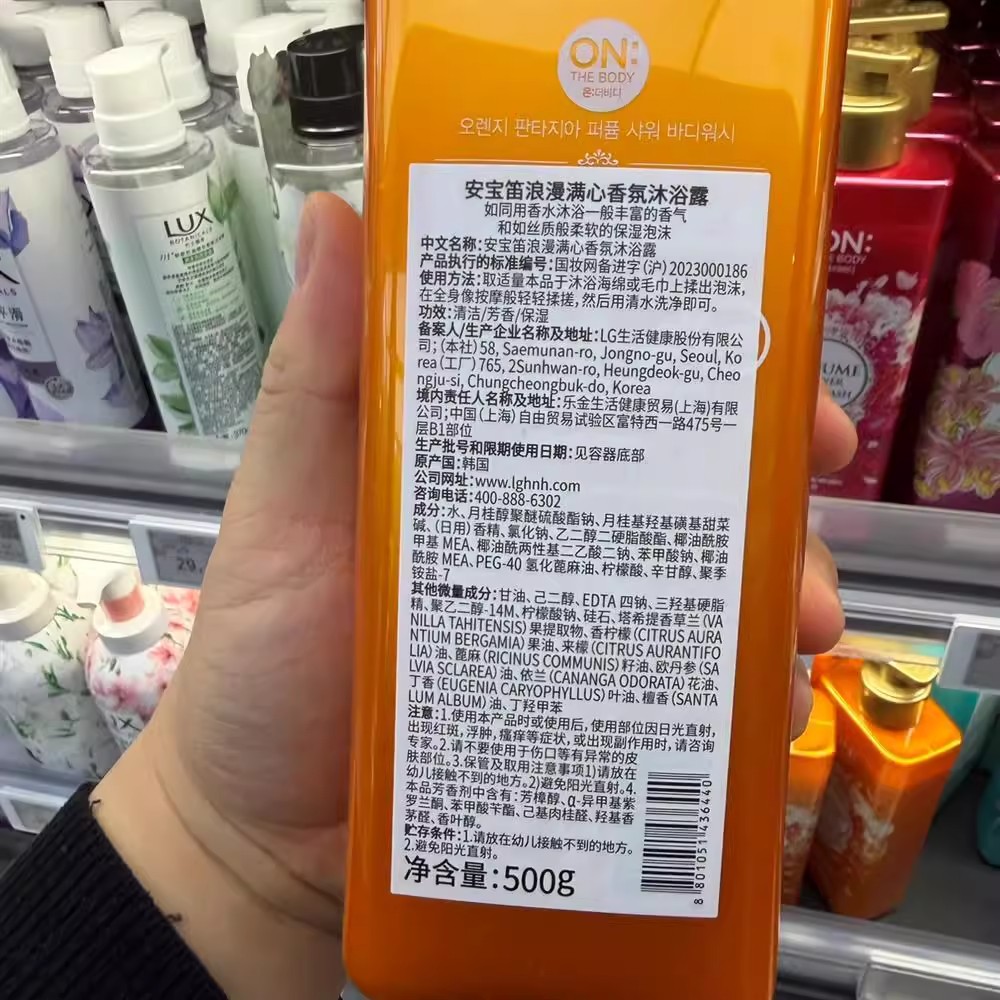 ON:
THE BODY
온:더바디
오렌지 판타지아 퍼퓸 샤워 바디워시
安宝笛浪漫满心香氛沐浴露
如同用香水沐浴一般丰富的香气
和如丝质般柔软的保湿泡沫
中文名称:安宝笛浪漫满心香氛沐浴露
产品执行的标准编号:国妆网备进字(沪)2023000186
使用方法:取适量本品于沐浴海绵或毛巾上揉出泡沫,
在全身像按摩般轻轻揉搓,然后用清水洗净即可。
功效:清洁/芳香/保湿
备案人/生产企业名称及地址:LG生活健康股份有限公
司;(本社)58, Saemunan-ro, Jongno-gu, Seoul, Ko
rea(工厂)765, 2Sunhwan-ro, Heungdeok-gu, Cheo
ngju-si, Chungcheongbuk-do, Korea
境内责任人名称及地址:乐金生活健康贸易(上海)有限
公司;中国(上海)自由贸易试验区富特西一路475号一
层B1部位
生产批号和限期使用日期:见容器底部
原产国:韩国
公司网址:www.lghnh.com
咨询电话:400-888-6302
成分:水、月桂醇聚醚硫酸酯钠、月桂基羟基磺基甜菜
碱、(日用)香精、氯化钠、乙二醇二硬脂酸酯、椰油酰胺
甲基 MEA、椰油酰两性基二乙酸二钠、苯甲酸钠、椰油
酰胺 MEA、PEG-40 氢化蓖麻油、柠檬酸、辛甘醇、聚季
铵盐-7
其他微量成分:甘油、己二醇、EDTA 四钠、三羟基硬脂
精、聚乙二醇-14M、柠檬酸钠、硅石、塔希提香草兰(VA
NILLA TAHITENSIS)果提取物、香柠檬(CITRUS AURA
NTIUM BERGAMIA)果油、来檬(CITRUS AURANTIFO
LIA)油、蓖麻(RICINUS COMMUNIS)籽油、欧丹参(SA
LVIA SCLAREA)油、依兰(CANANGA ODORATA)花油、
丁香(EUGENIA CARYOPHYLLUS)叶油、檀香(SANTA
LUM ALBUM)油、丁羟甲苯
注意:1.使用本产品时或使用后,使用部位因日光直射,
出现红斑,浮肿,瘙痒等症状,或出现副作用时,请咨询
专家。2.请不要使用于伤口等有异常的皮
肤部位。3.保管及取用注意事项1)请放在
幼儿接触不到的地方。2)避免阳光直射。4.
本品芳香剂中含有:芳樟醇、α-异甲基紫
罗兰酮、苯甲酸苄酯、己基肉桂醛、羟基香
茅醛、香叶醇。
贮存条件:1.请放在幼儿接触不到的地方。
2.避免阳光直射。
净含量:500g
8 801051 436440
LUX
BOTANICALS
ON:
29.